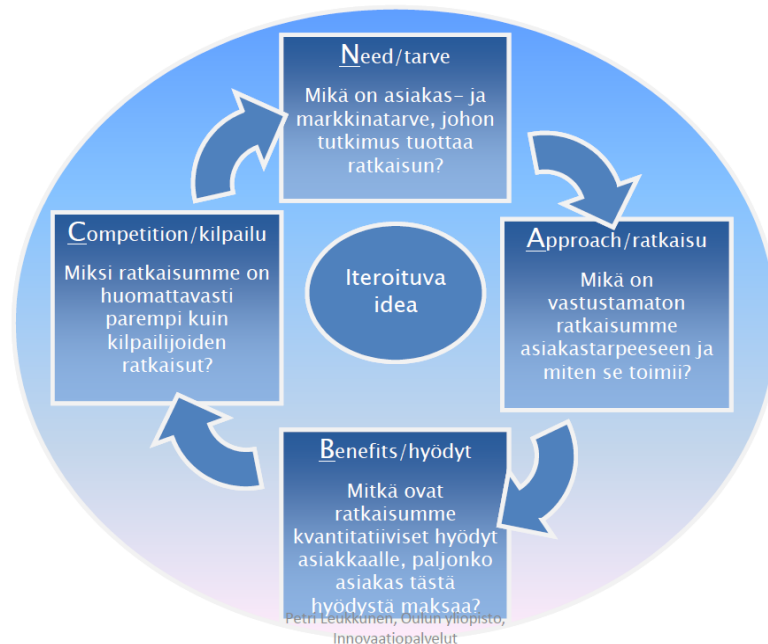 Need/tarve
Mikä on asiakas- ja
markkinatarve, johon
tutkimus tuottaa
ratkaisun?
Approach/ratkaisu
Mikä on
vastustamaton
ratkaisumme
asiakastarpeeseen ja
miten se toimii?
Benefits/hyödyt
Mitkä ovat
ratkaisumme
kvantitatiiviset hyödyt
asiakkaalle, paljonko
asiakas tästä
hyödystä maksaa?
Competition/kilpailu
Miksi ratkaisumme on
huomattavasti
parempi kuin
kilpailijoiden
ratkaisut?
Iteroituva
idea
Petri Leukkunen, Oulun yliopisto,
Innovaatiopalvelut